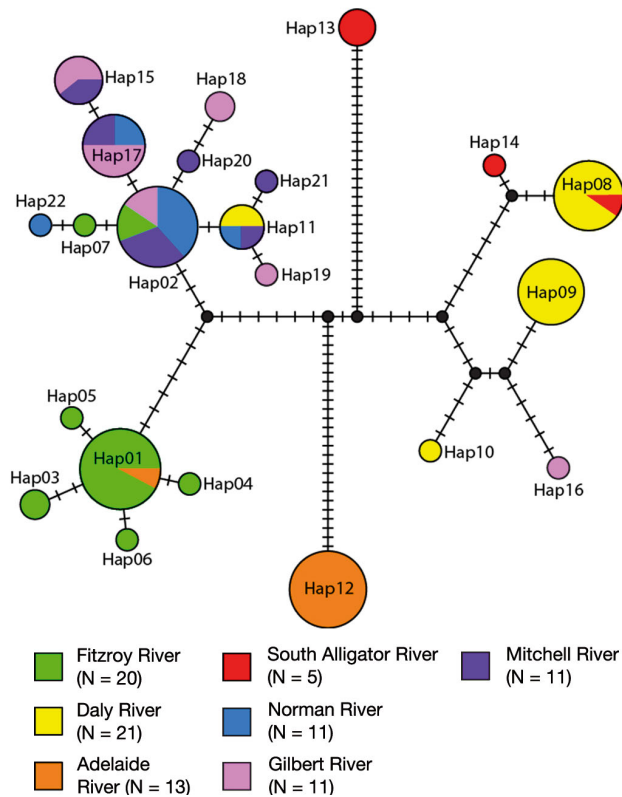 Hap13
Hap15
Hap18
Hap14
Hap17
Hap20
Hap21
Hap08
Hap22
Hap11
Hap07
Hap02
Hap19
Hap09
Hap05
Hap01
Hap10
Hap03
Hap04
Hap16
Hap06
Hap12
Fitzroy River
(N = 20)
South Alligator River
(N = 5)
Mitchell River
(N = 11)
Daly River
(N = 21)
Norman River
(N = 11)
Adelaide
River (N = 13)
Gilbert River
(N = 11)